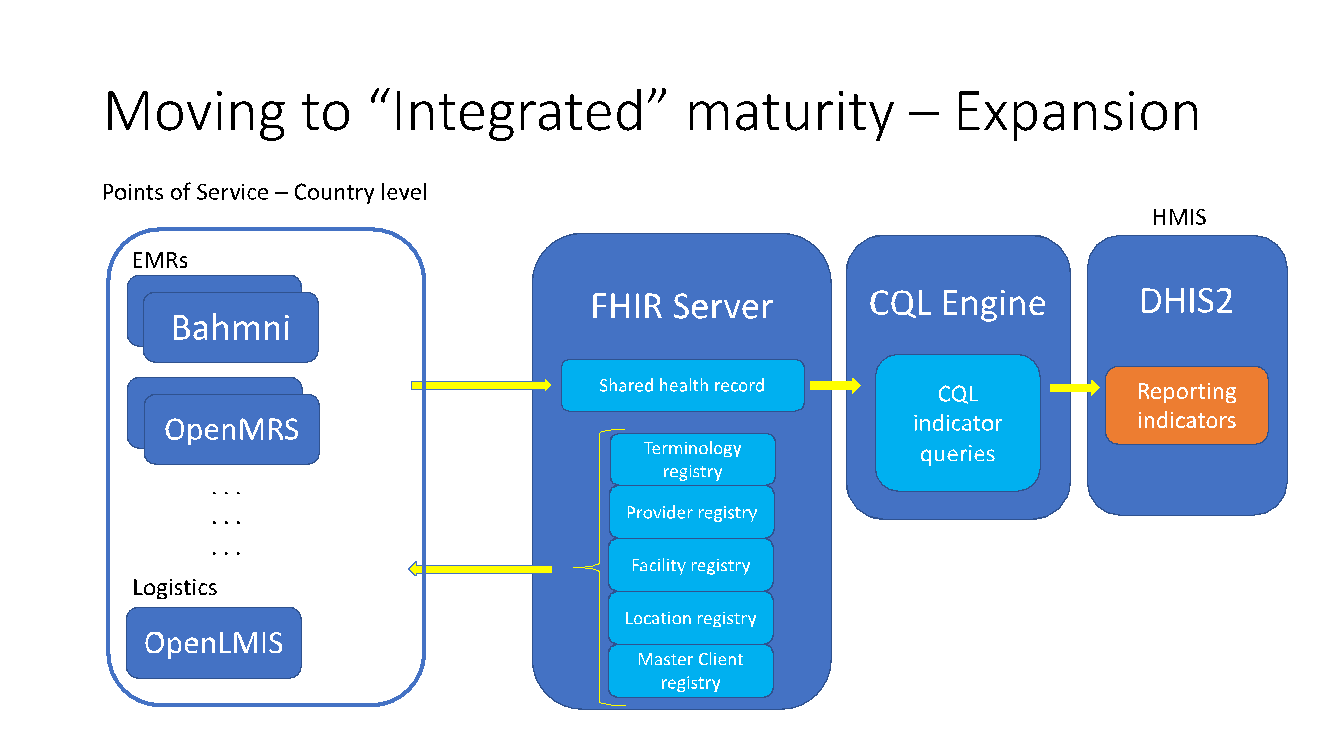 Moving to “Integrated” maturity – Expansion
Points of Service – Country level
HMIS
EMRs
Bahmni
OpenMRS
. . .
. . .
. . .
Logistics
OpenLMIS
FHIR Server
Shared health record
Terminology
registry
Provider registry
Facility registry
Location registry
Master Client
registry
CQL Engine
CQL
indicator
queries
DHIS2
Reporting
indicators